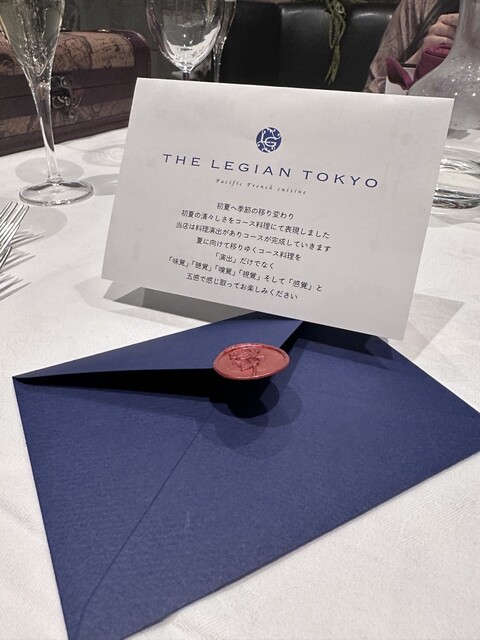 LG
THE LEGIAN TOKYO
Pacific French cuisine
初夏へ季節の移り変わり
初夏の清々しさをコース料理にて表現しました
当店は料理演出がありコースが完成していきます
夏に向けて移りゆくコース料理を
「演出」だけでなく
「味覚」「聴覚」「嗅覚」「視覚」そして「感覚」と
五感で感じ取ってお楽しみください